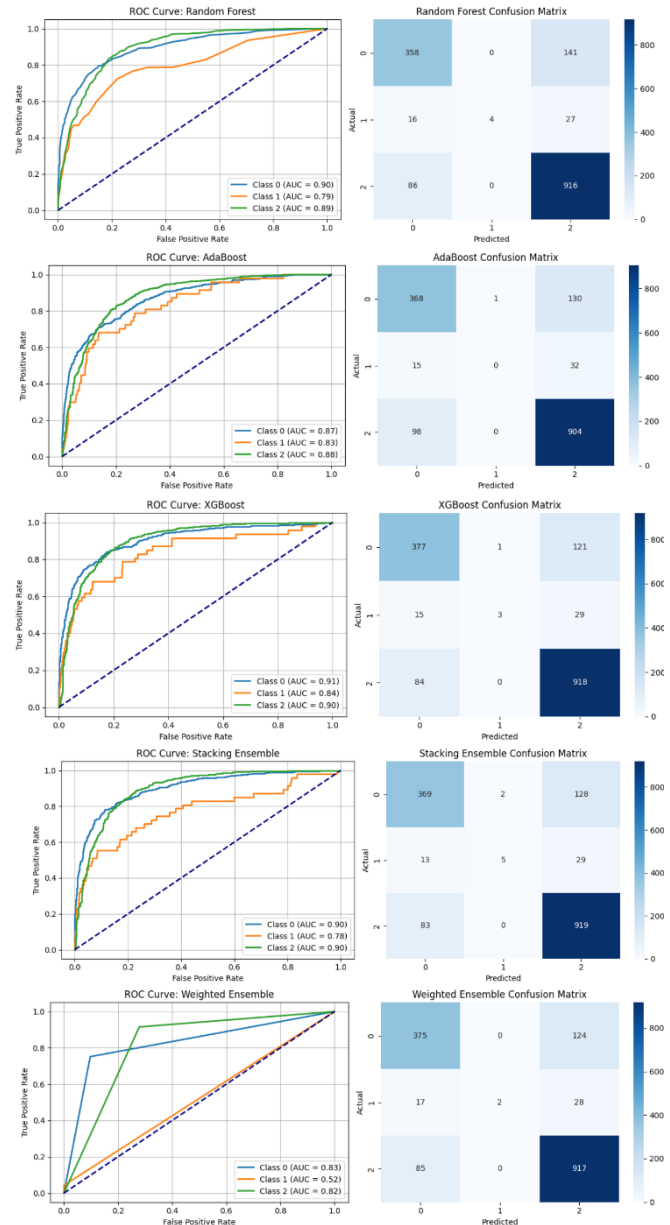 ROC Curve: Random Forest
1.0
0.8
0.6
0.4
0.2
0.0
True Positive Rate
Class 0 (AUC = 0.90)
Class 1 (AUC = 0.79)
Class 2 (AUC = 0.89)
0.0 0.2 0.4 0.6 0.8 1.0
False Positive Rate
Random Forest Confusion Matrix
Actual
0 358 0 141
1 16 4 27
2 86 0 916
0 1 2
Predicted
800
600
400
200
0
ROC Curve: AdaBoost
1.0
0.8
0.6
0.4
0.2
0.0
True Positive Rate
Class 0 (AUC = 0.87)
Class 1 (AUC = 0.83)
Class 2 (AUC = 0.88)
0.0 0.2 0.4 0.6 0.8 1.0
False Positive Rate
AdaBoost Confusion Matrix
Actual
0 368 1 130
1 15 0 32
2 98 0 904
0 1 2
Predicted
800
600
400
200
0
ROC Curve: XGBoost
1.0
0.8
0.6
0.4
0.2
0.0
True Positive Rate
Class 0 (AUC = 0.91)
Class 1 (AUC = 0.84)
Class 2 (AUC = 0.90)
0.0 0.2 0.4 0.6 0.8 1.0
False Positive Rate
XGBoost Confusion Matrix
Actual
0 377 1 121
1 15 3 29
2 84 0 918
0 1 2
Predicted
800
600
400
200
0
ROC Curve: Stacking Ensemble
1.0
0.8
0.6
0.4
0.2
0.0
True Positive Rate
Class 0 (AUC = 0.90)
Class 1 (AUC = 0.78)
Class 2 (AUC = 0.90)
0.0 0.2 0.4 0.6 0.8 1.0
False Positive Rate
Stacking Ensemble Confusion Matrix
Actual
0 369 2 128
1 13 5 29
2 83 0 919
0 1 2
Predicted
800
600
400
200
0
ROC Curve: Weighted Ensemble
1.0
0.8
0.6
0.4
0.2
0.0
True Positive Rate
Class 0 (AUC = 0.83)
Class 1 (AUC = 0.52)
Class 2 (AUC = 0.82)
0.0 0.2 0.4 0.6 0.8 1.0
False Positive Rate
Weighted Ensemble Confusion Matrix
Actual
0 375 0 124
1 17 2 28
2 85 0 917
0 1 2
Predicted
800
600
400
200
0